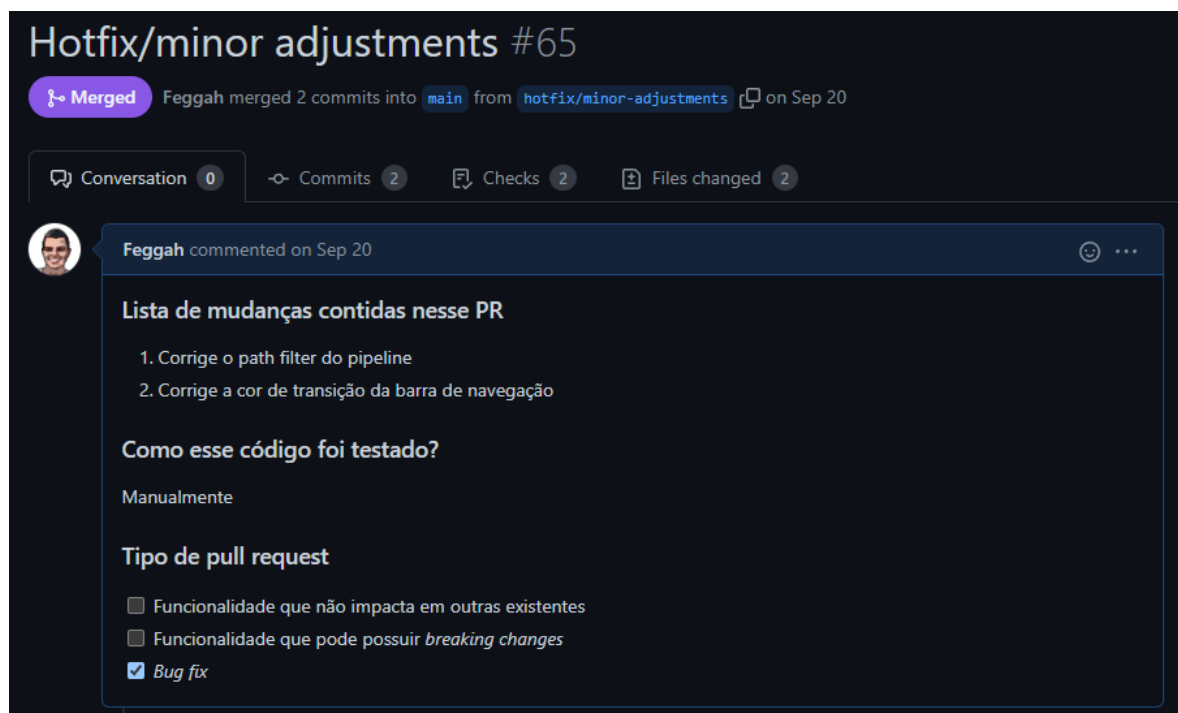 Hotfix/minor adjustments #65
Merged Feggah merged 2 commits into main from hotfix/minor-adjustments on Sep 20
Conversation 0 Commits 2 Checks 2 Files changed 2
Feggah commented on Sep 20
Lista de mudanças contidas nesse PR
1. Corrige o path filter do pipeline
2. Corrige a cor de transição da barra de navegação
Como esse código foi testado?
Manualmente
Tipo de pull request
Funcionalidade que não impacta em outras existentes
Funcionalidade que pode possuir breaking changes
Bug fix